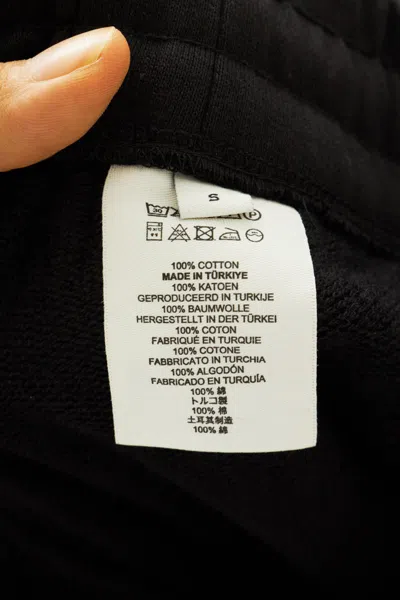 S
30
P
100% COTTON
MADE IN TÜRKIYE
100% KATOEN
GEPRODUCEERD IN TURKIJE
100% BAUMWOLLE
HERGESTELLT IN DER TÜRKEI
100% COTON
FABRIQUÉ EN TURQUIE
100% COTONE
FABBRICATO IN TURCHIA
100% ALGODÓN
FABRICADO EN TURQUÍA
100% 綿
トルコ製
100% 棉
土耳其制造
100% 綿